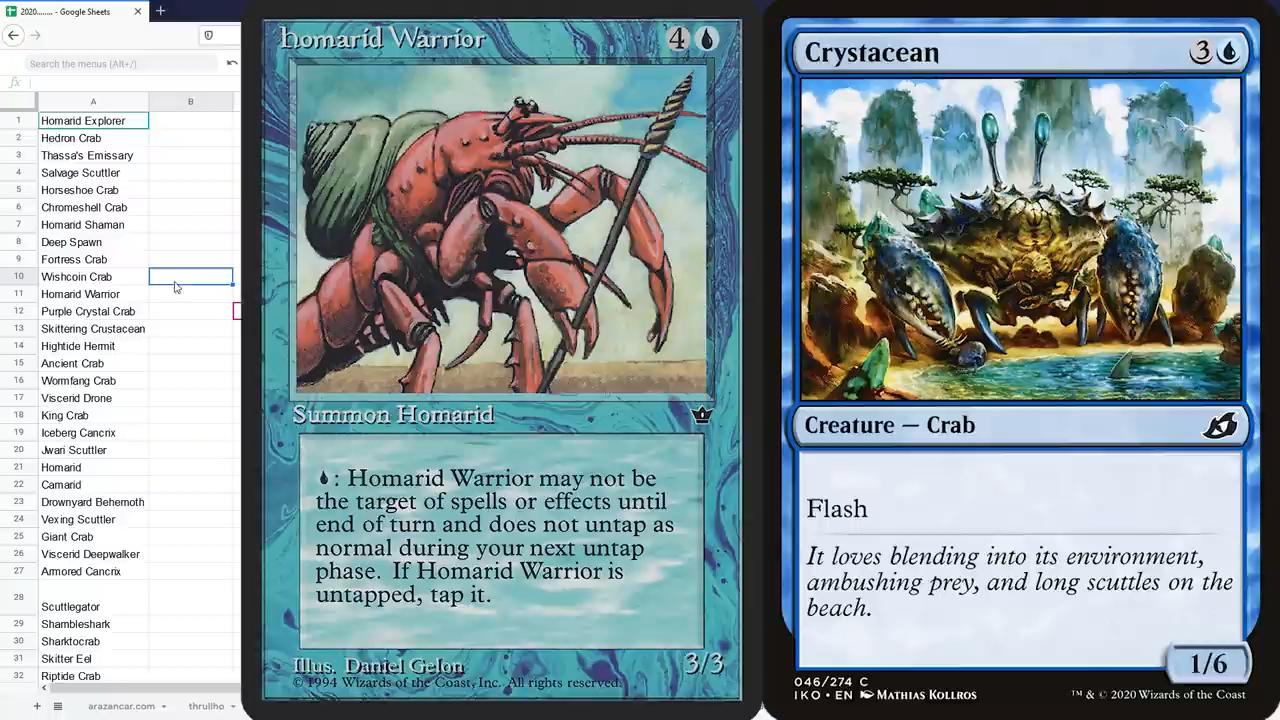 2020........ - Google Sheets
Search the menus (Alt+/)
fx
A B
1 Homarid Explorer
2 Hedron Crab
3 Thassa's Emissary
4 Salvage Scuttler
5 Horseshoe Crab
6 Chromeshell Crab
7 Homarid Shaman
8 Deep Spawn
9 Fortress Crab
10 Wishcoin Crab
11 Homarid Warrior
12 Purple Crystal Crab
13 Skittering Crustacean
14 Hightide Hermit
15 Ancient Crab
16 Wormfang Crab
17 Viscerid Drone
18 King Crab
19 Iceberg Cancrix
20 Jwari Scuttler
21 Homarid
22 Camarid
23 Drownyard Behemoth
24 Vexing Scuttler
25 Giant Crab
26 Viscerid Deepwalker
27 Armored Cancrix
28 Scuttlegator
29 Shambleshark
30 Sharktocrab
31 Skitter Eel
32 Riptide Crab
arazancar.com
thrullho
Homarid Warrior 4
Summon Homarid
: Homarid Warrior may not be
the target of spells or effects until
end of turn and does not untap as
normal during your next untap
phase. If Homarid Warrior is
untapped, tap it.
Illus. Daniel Gelon
3/3
© 1994 Wizards of the Coast, Inc. All rights reserved.
Crystacean 3
Creature — Crab
Flash
It loves blending into its environment,
ambushing prey, and long scuttles on the
beach.
1/6
046/274 C
IKO • EN Mathias Kollros
™ & © 2020 Wizards of the Coast